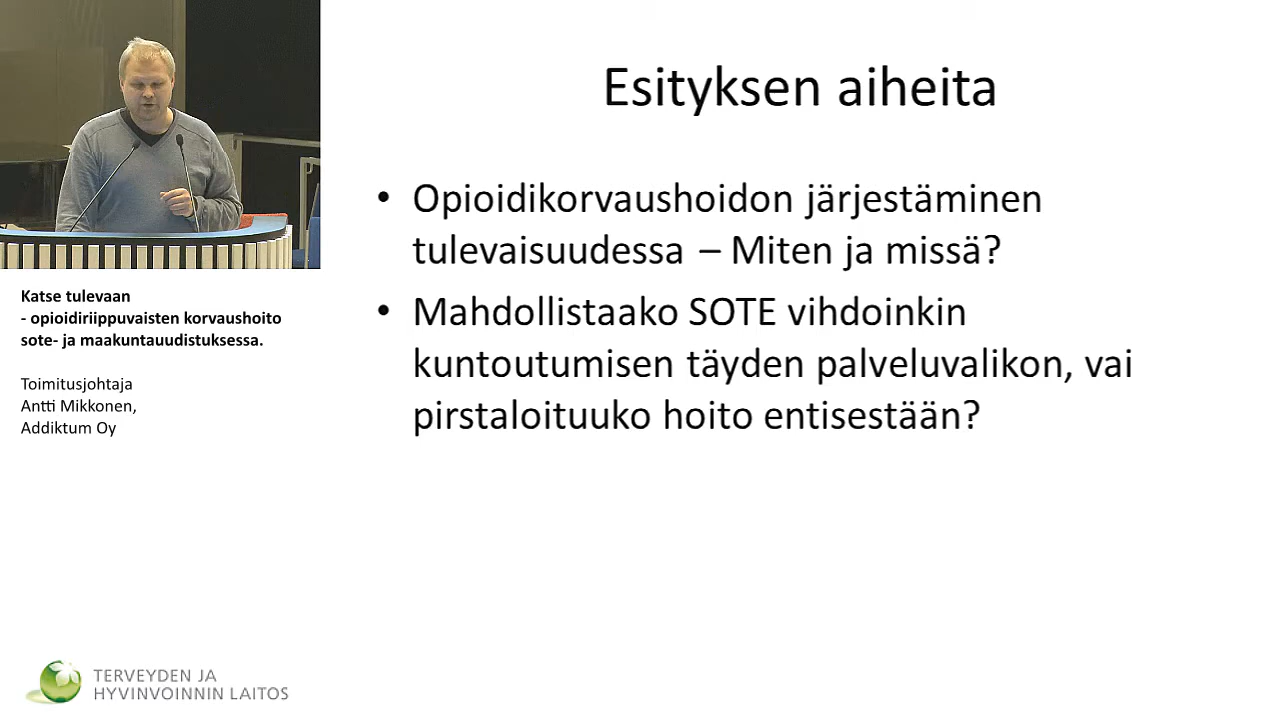 Esityksen aiheita
• Opioidikorvaushoidon järjestäminen
tulevaisuudessa – Miten ja missä?
• Mahdollistaako SOTE vihdoinkin
kuntoutumisen täyden palveluvalikon, vai
pirstaloituuko hoito entisestään?
Katse tulevaan
- opioidiriippuvaisten korvaushoito
sote- ja maakuntauudistuksessa.
Toimitusjohtaja
Antti Mikkonen,
Addiktum Oy
TERVEYDEN JA
HYVINVOINNIN LAITOS